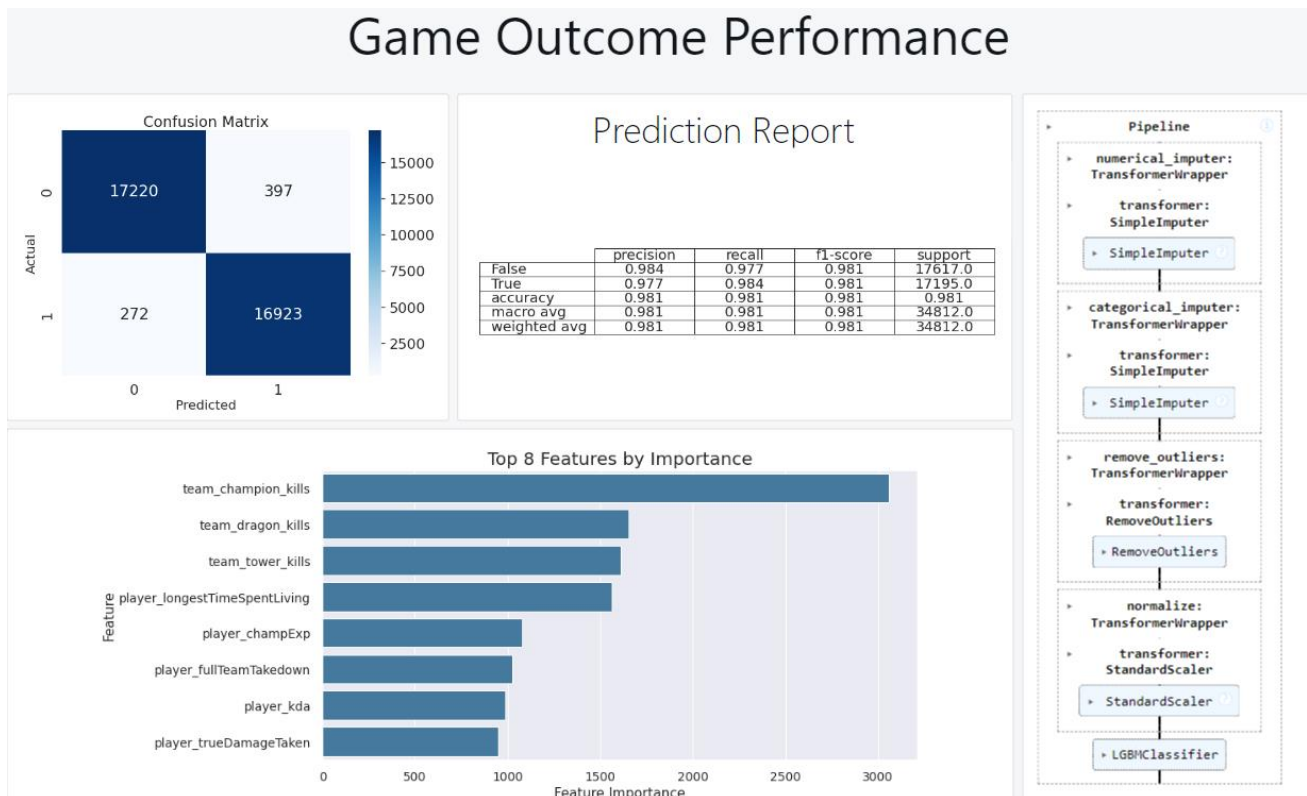 Game Outcome Performance
Confusion Matrix
Actual
0
17220
397
1
272
16923
0
1
Predicted
15000
12500
10000
7500
5000
2500
Prediction Report
precision recall f1-score support
False 0.984 0.977 0.981 17617.0
True 0.977 0.984 0.981 17195.0
accuracy 0.981 0.981 0.981 0.981
macro avg 0.981 0.981 0.981 34812.0
weighted avg 0.981 0.981 0.981 34812.0
Top 8 Features by Importance
Feature
team_champion_kills
team_dragon_kills
team_tower_kills
player_longestTimeSpentLiving
player_champExp
player_fullTeamTakedown
player_kda
player_trueDamageTaken
0 500 1000 1500 2000 2500 3000
Feature Importance
Pipeline
numerical_imputer:
TransformerWrapper
transformer:
SimpleImputer
SimpleImputer
categorical_imputer:
TransformerWrapper
transformer:
SimpleImputer
SimpleImputer
remove_outliers:
TransformerWrapper
transformer:
RemoveOutliers
RemoveOutliers
normalize:
TransformerWrapper
transformer:
StandardScaler
StandardScaler
LGBMClassifier